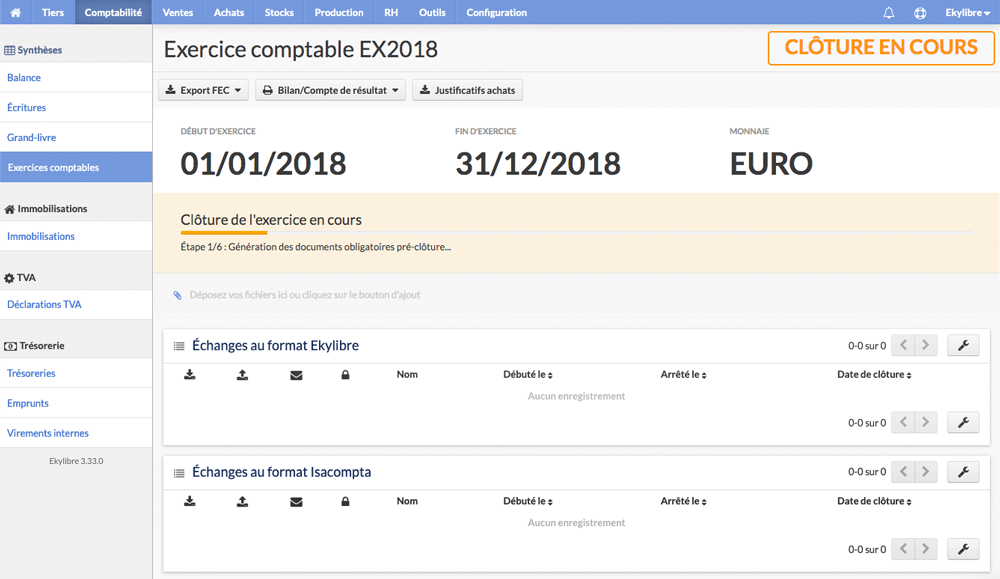 Tiers Comptabilité Ventes Achats Stocks Production RH Outils Configuration Ekylibre
Synthèses
Balance
Écritures
Grand-livre
Exercices comptables
Immobilisations
Immobilisations
TVA
Déclarations TVA
Trésorerie
Trésoreries
Emprunts
Virements internes
Ekylibre 3.33.0
Exercice comptable EX2018
CLÔTURE EN COURS
Export FEC Bilan/Compte de résultat Justificatifs achats
DÉBUT D'EXERCICE FIN D'EXERCICE MONNAIE
01/01/2018 31/12/2018 EURO
Clôture de l'exercice en cours
Étape 1/6 : Génération des documents obligatoires pré-clôture...
Déposez vos fichiers ici ou cliquez sur le bouton d'ajout
Échanges au format Ekylibre 0-0 sur 0
Nom Débuté le Arrêté le Date de clôture
Aucun enregistrement
0-0 sur 0
Échanges au format Isacompta 0-0 sur 0
Nom Débuté le Arrêté le Date de clôture
Aucun enregistrement
0-0 sur 0